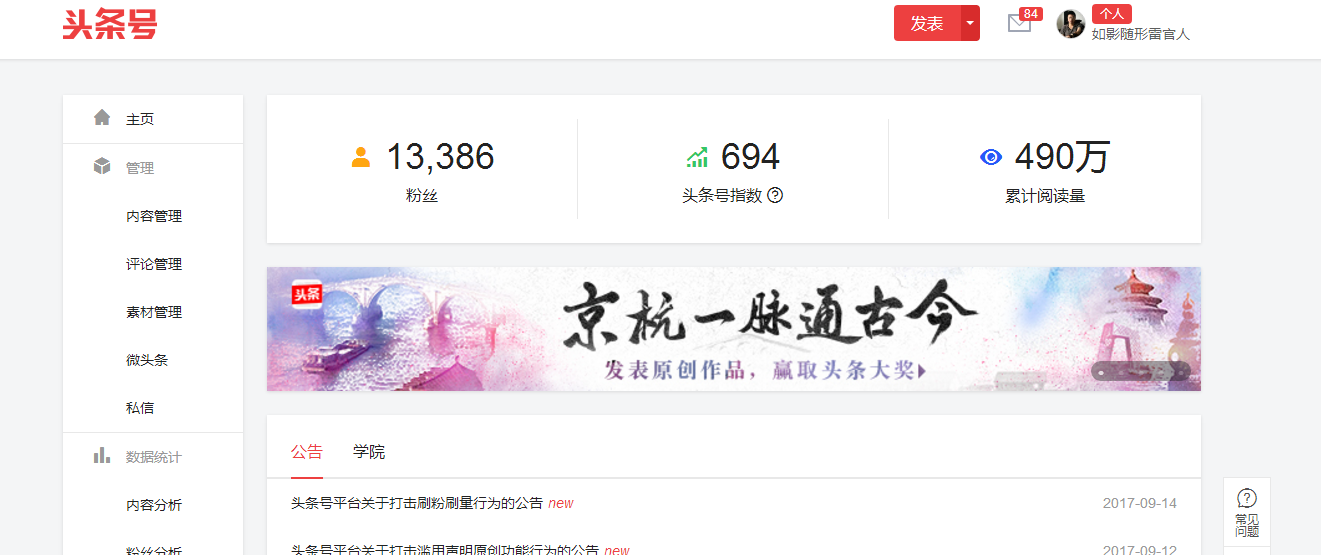 头条号
发表
84
个人
如影随形雷官人
主页
管理
内容管理
评论管理
素材管理
微头条
私信
数据统计
内容分析
粉丝分析
13,386
粉丝
694
头条号指数
490万
累计阅读量
头条
京杭一脉通古今
发表原创作品，赢取头条大奖
公告 学院
头条号平台关于打击刷粉刷量行为的公告 new 2017-09-14
头条号平台关于打击滥用声明原创功能行为的公告 new 2017-09-12
常见
问题